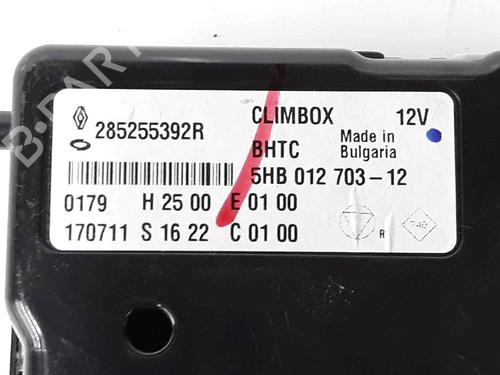 CLIMBOX 12V
285255392R
BHTC Made in
Bulgaria
5HB 012 703-12
0179 H 25 00 E 01 00
170711 S 16 22 C 01 00
R
B-PARTS